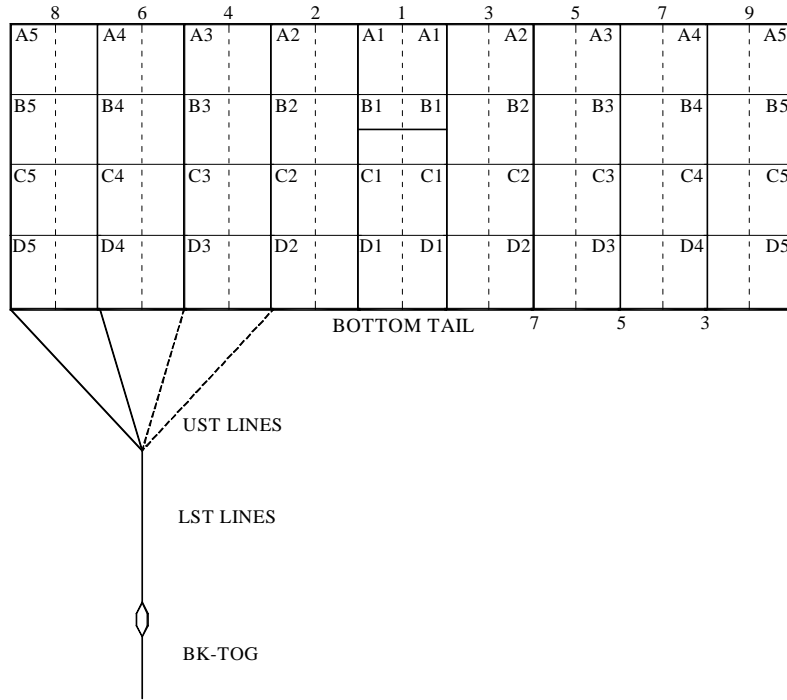 8 6 4 2 1 3 5 7 9
A5 A4 A3 A2 A1 A1 A2 A3 A4 A5
B5 B4 B3 B2 B1 B1 B2 B3 B4 B5
C5 C4 C3 C2 C1 C1 C2 C3 C4 C5
D5 D4 D3 D2 D1 D1 D2 D3 D4 D5
BOTTOM TAIL 7 5 3
UST LINES
LST LINES
BK-TOG